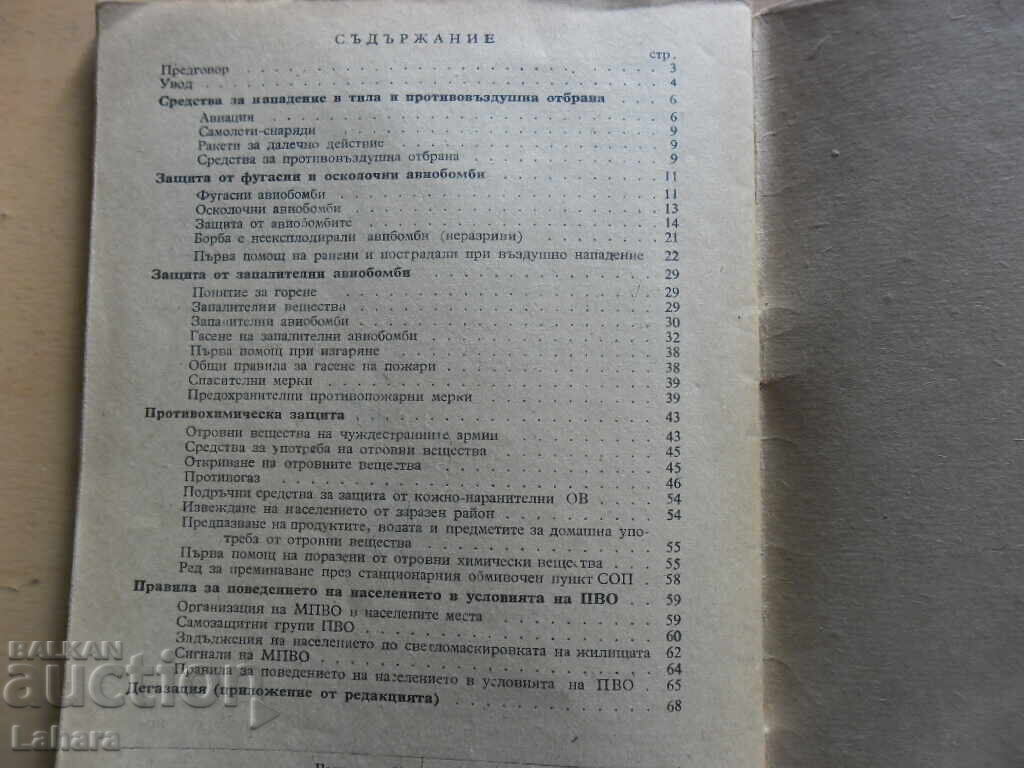 СЪДЪРЖАНИЕ
стр.
Предговор 3
Увод 4
Средства за нападение в тила и противовъздушна отбрана 6
Авиация 6
Самолети-снаряди 9
Ракети за далечно действие 9
Средства за противовъздушна отбрана 9
Защита от фугасни и осколочни авиобомби 11
Фугасни авиобомби 11
Осколочни авиобомби 13
Защита от авиобомбите 14
Борба с неексплодирали авибомби (неразриви) 21
Първа помощ на ранени и пострадали при въздушно нападение 22
Защита от запалителни авиобомби 29
Понятие за горене 29
Запалителни вещества 29
Запалителни авиобомби 30
Гасене на запалителни авиобомби 32
Първа помощ при изгаряне 38
Общи правила за гасене на пожари 38
Спасителни мерки 39
Предохранителни противопожарни мерки 39
Противохимическа защита 43
Отровни вещества на чуждестранните армии 43
Средства за употреба на отровни вещества 45
Откриване на отровните вещества 45
Противогаз 46
Подръчни средства за защита от кожно-наранителни ОВ 54
Извеждане на населението от заразен район 54
Предпазване на продуктите, водата и предметите за домашна упо-
треба от отровни вещества 55
Първа помощ на поразени от отровни химически вещества 55
Ред за преминаване през станционарния обмивочен пункт СОП 58
Правила за поведението на населението в условията на ПВО 59
Организация на МПВО в населените места 59
Самозащитни групи ПВО 60
Задължения на населението по светломаскировката на жилищата 62
Сигнали на МПВО 64
Правила за поведението на населението в условията на ПВО 65
Дегазация (приложение от редакцията) 68
BALKAN
auction
Lahara